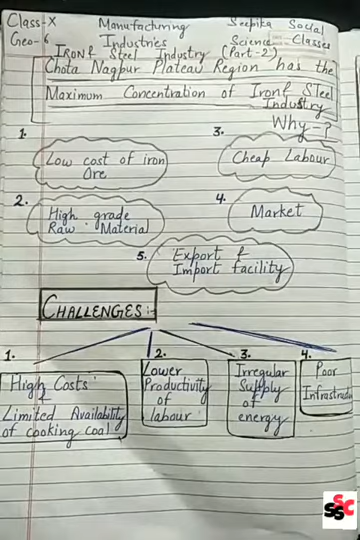 Class-X Manufacturing Deepika Social
Geo-6 Industries Science Classes
IRON & Steel Industry (Part-2)
Chota Nagpur Plateau Region has the
Maximum Concentration of Iron & Steel
Industry
Why-?
1.
Low cost of iron
Ore
3.
Cheap Labour
2.
High grade
Raw Material
4.
Market
5.
Export &
Import facility
CHALLENGES:-
1.
High Costs
&
Limited Availability
of cooking coal
2.
Lower
Productivity
of
labour
3.
Irregular
Supply
of
energy
4.
Poor
SSC